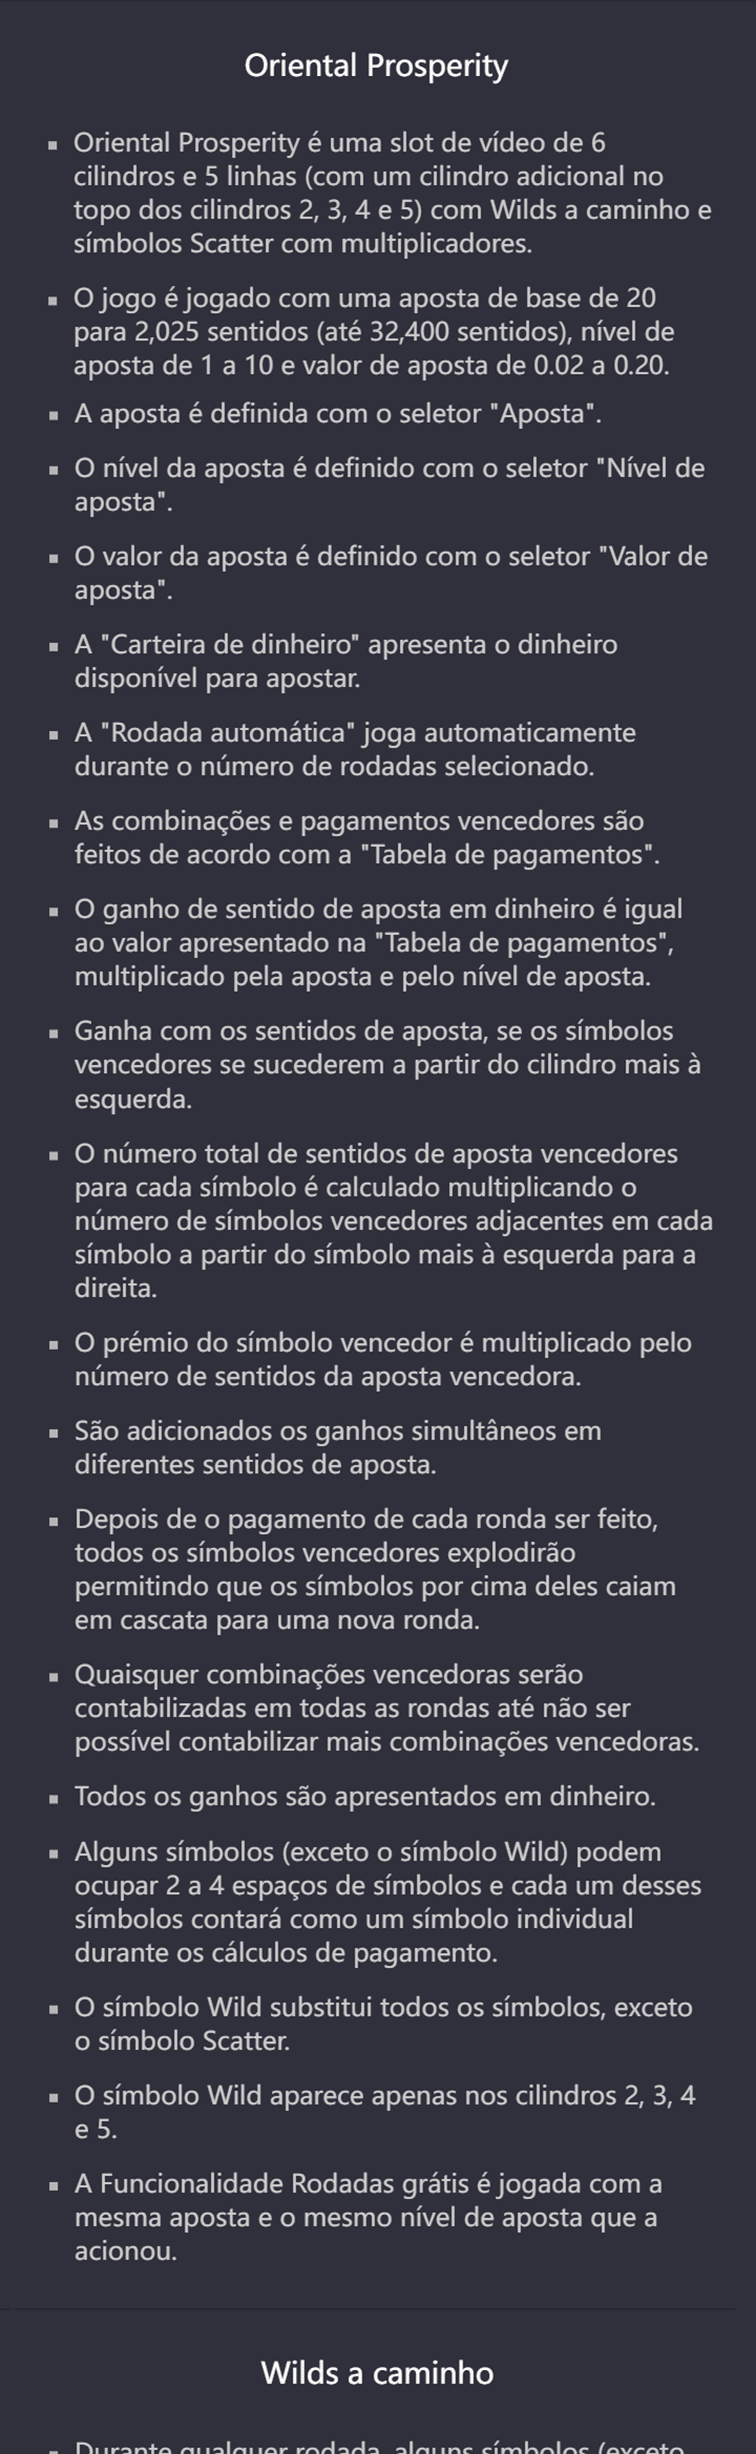 Oriental Prosperity
▪ Oriental Prosperity é uma slot de vídeo de 6
cilindros e 5 linhas (com um cilindro adicional no
topo dos cilindros 2, 3, 4 e 5) com Wilds a caminho e
símbolos Scatter com multiplicadores.
▪ O jogo é jogado com uma aposta de base de 20
para 2,025 sentidos (até 32,400 sentidos), nível de
aposta de 1 a 10 e valor de aposta de 0.02 a 0.20.
▪ A aposta é definida com o seletor "Aposta".
▪ O nível da aposta é definido com o seletor "Nível de
aposta".
▪ O valor da aposta é definido com o seletor "Valor de
aposta".
▪ A "Carteira de dinheiro" apresenta o dinheiro
disponível para apostar.
▪ A "Rodada automática" joga automaticamente
durante o número de rodadas selecionado.
▪ As combinações e pagamentos vencedores são
feitos de acordo com a "Tabela de pagamentos".
▪ O ganho de sentido de aposta em dinheiro é igual
ao valor apresentado na "Tabela de pagamentos",
multiplicado pela aposta e pelo nível de aposta.
▪ Ganha com os sentidos de aposta, se os símbolos
vencedores se sucederem a partir do cilindro mais à
esquerda.
▪ O número total de sentidos de aposta vencedores
para cada símbolo é calculado multiplicando o
número de símbolos vencedores adjacentes em cada
símbolo a partir do símbolo mais à esquerda para a
direita.
▪ O prémio do símbolo vencedor é multiplicado pelo
número de sentidos da aposta vencedora.
▪ São adicionados os ganhos simultâneos em
diferentes sentidos de aposta.
▪ Depois de o pagamento de cada ronda ser feito,
todos os símbolos vencedores explodirão
permitindo que os símbolos por cima deles caiam
em cascata para uma nova ronda.
▪ Quaisquer combinações vencedoras serão
contabilizadas em todas as rondas até não ser
possível contabilizar mais combinações vencedoras.
▪ Todos os ganhos são apresentados em dinheiro.
▪ Alguns símbolos (exceto o símbolo Wild) podem
ocupar 2 a 4 espaços de símbolos e cada um desses
símbolos contará como um símbolo individual
durante os cálculos de pagamento.
▪ O símbolo Wild substitui todos os símbolos, exceto
o símbolo Scatter.
▪ O símbolo Wild aparece apenas nos cilindros 2, 3, 4
e 5.
▪ A Funcionalidade Rodadas grátis é jogada com a
mesma aposta e o mesmo nível de aposta que a
acionou.
Wilds a caminho
▪ Durante qualquer rodada, alguns símbolos (exceto